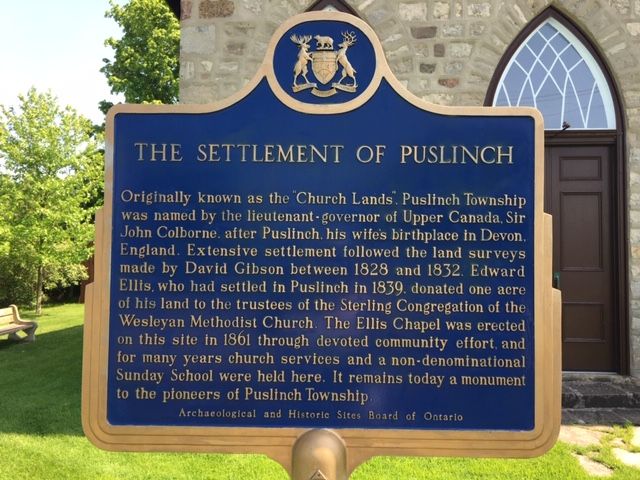 THE SETTLEMENT OF PUSLINCH
Originally known as the "Church Lands", Puslinch Township
was named by the lieutenant-governor of Upper Canada, Sir
John Colborne, after Puslinch, his wife's birthplace in Devon,
England. Extensive settlement followed the land surveys
made by David Gibson between 1828 and 1832. Edward
Ellis, who had settled in Puslinch in 1839, donated one acre
of his land to the trustees of the Sterling Congregation of the
Wesleyan Methodist Church. The Ellis Chapel was erected
on this site in 1861 through devoted community effort, and
for many years church services and a non-denominational
Sunday School were held here. It remains today a monument
to the pioneers of Puslinch Township.
Archaeological and Historic Sites Board of Ontario